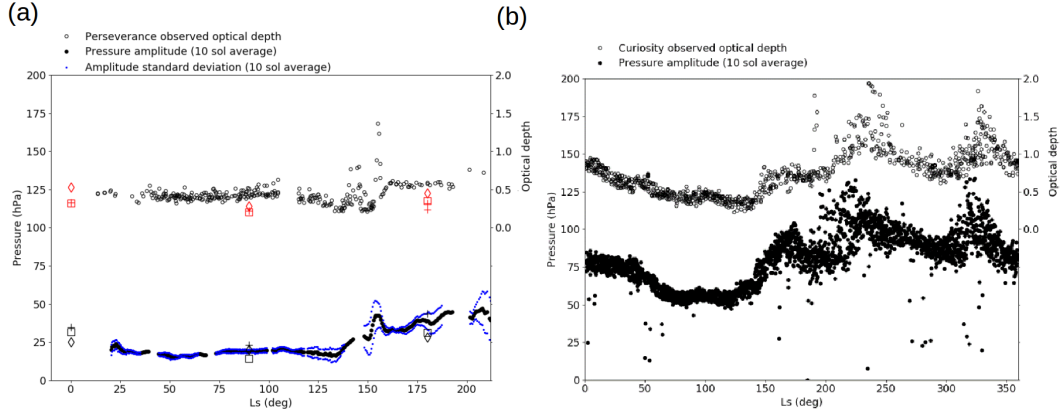 (a)
Perseverance observed optical depth
Pressure amplitude (10 sol average)
Amplitude standard deviation (10 sol average)
200
175
150
125
100
75
50
25
0
Pressure (hPa)
2.0
1.5
1.0
0.5
0.0
Optical depth
0 25 50 75 100 125 150 175 200
Ls (deg)
(b)
Curiosity observed optical depth
Pressure amplitude (10 sol average)
200
175
150
125
100
75
50
25
0
Pressure (hPa)
2.0
1.5
1.0
0.5
0.0
Optical depth
0 50 100 150 200 250 300 350
Ls (deg)